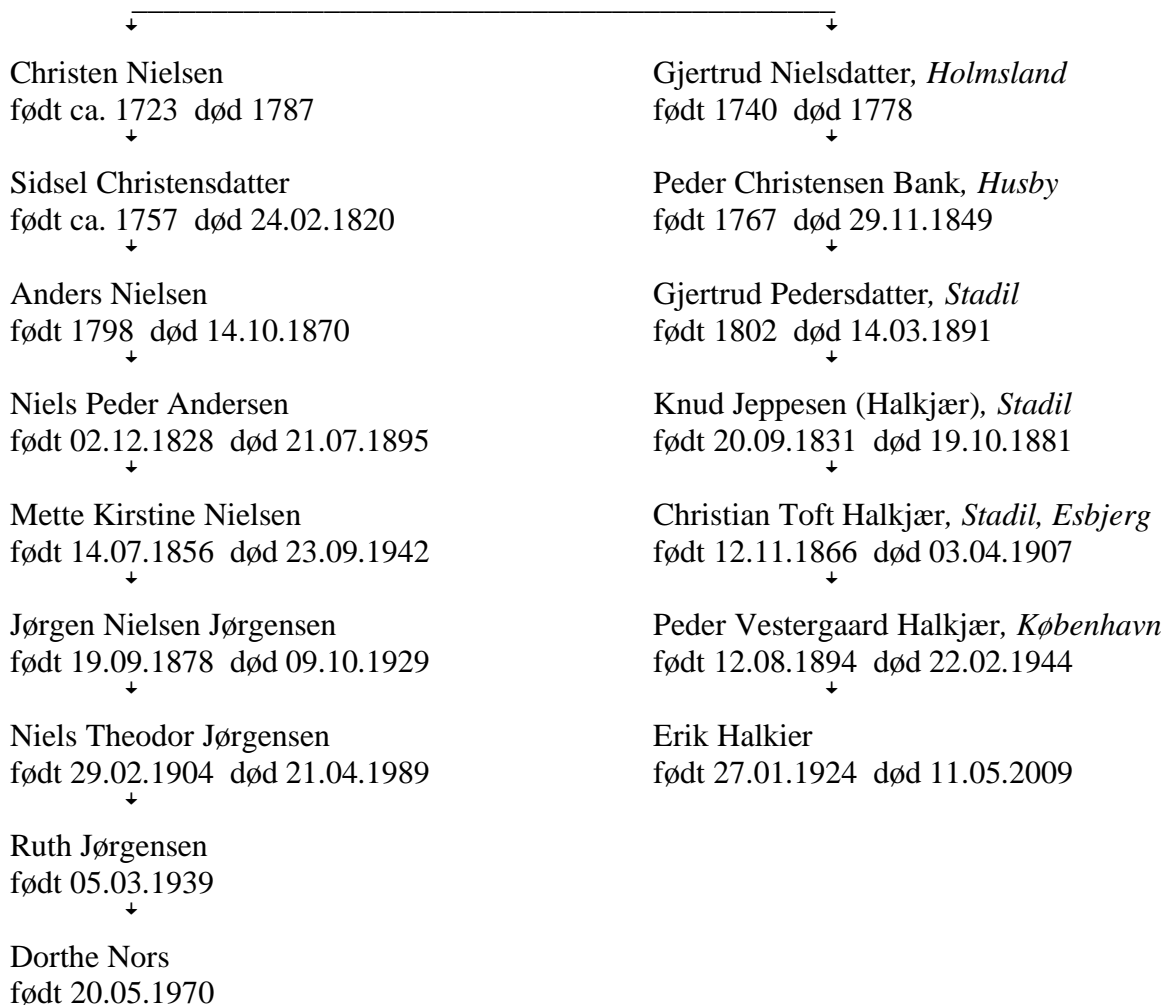 Christen Nielsen
født ca. 1723 død 1787
Sidsel Christensdatter
født ca. 1757 død 24.02.1820
Anders Nielsen
født 1798 død 14.10.1870
Niels Peder Andersen
født 02.12.1828 død 21.07.1895
Mette Kirstine Nielsen
født 14.07.1856 død 23.09.1942
Jørgen Nielsen Jørgensen
født 19.09.1878 død 09.10.1929
Niels Theodor Jørgensen
født 29.02.1904 død 21.04.1989
Ruth Jørgensen
født 05.03.1939
Dorthe Nors
født 20.05.1970
Gjertrud Nielsdatter, Holmsland
født 1740 død 1778
Peder Christensen Bank, Husby
født 1767 død 29.11.1849
Gjertrud Pedersdatter, Stadil
født 1802 død 14.03.1891
Knud Jeppesen (Halkjær), Stadil
født 20.09.1831 død 19.10.1881
Christian Toft Halkjær, Stadil, Esbjerg
født 12.11.1866 død 03.04.1907
Peder Vestergaard Halkjær, København
født 12.08.1894 død 22.02.1944
Erik Halkier
født 27.01.1924 død 11.05.2009